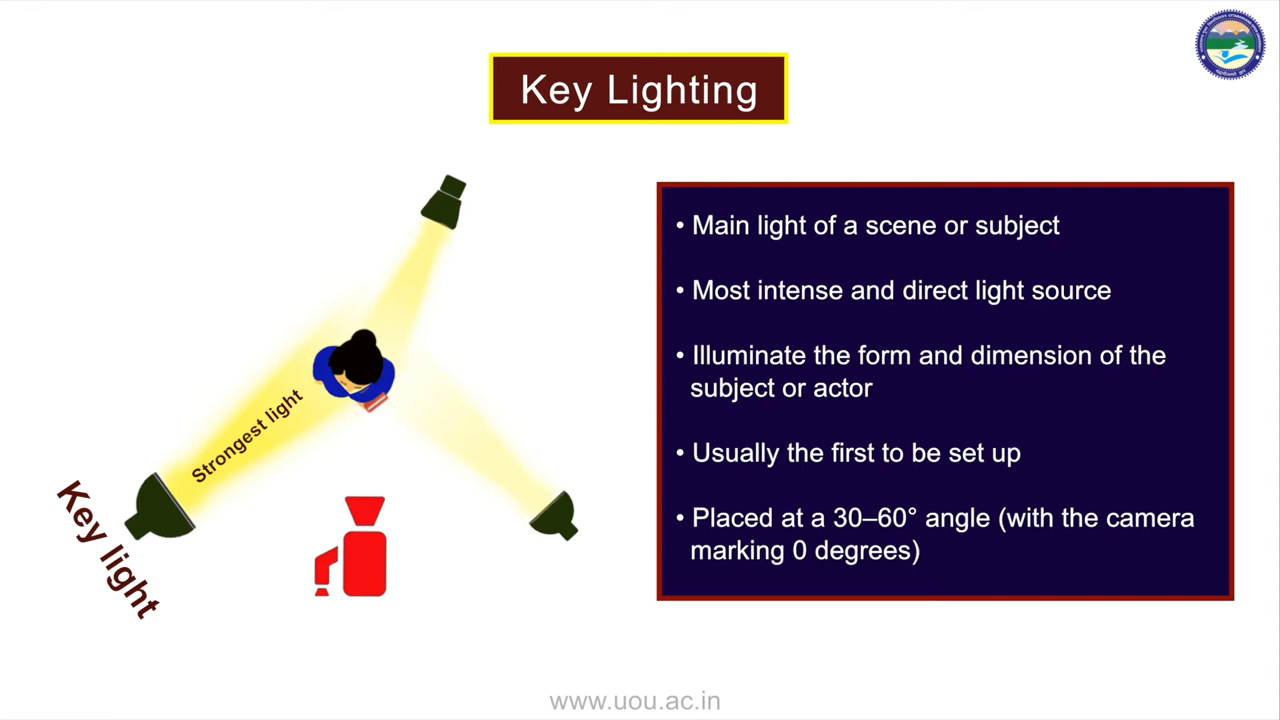 Key Lighting
• Main light of a scene or subject
• Most intense and direct light source
• Illuminate the form and dimension of the
subject or actor
• Usually the first to be set up
• Placed at a 30–60° angle (with the camera
marking 0 degrees)
Strongest light
Key light
www.uou.ac.in